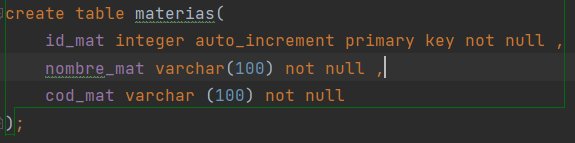 create table materias(
id_mat integer auto_increment primary key not null ,
nombre_mat varchar(100) not null ,
cod_mat varchar (100) not null
);